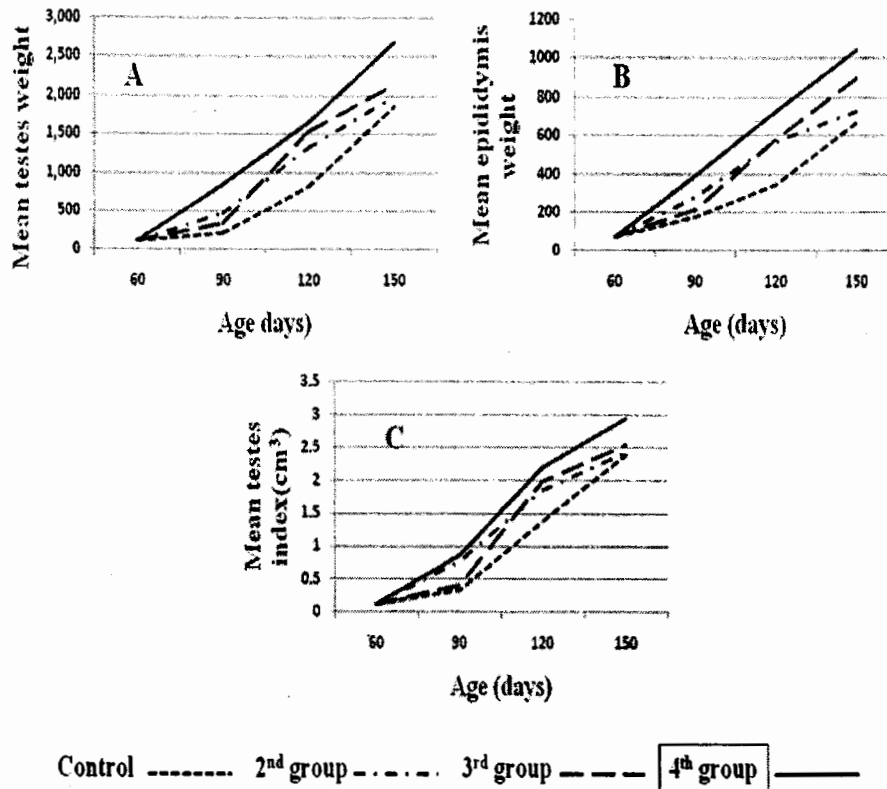 3,000
2,500
2,000
1,500
1,000
500
0
Mean testes weight
A
60 90 120 150
Age days)
1200
1000
800
600
400
200
0
Mean epididymis
weight
B
60 90 120 150
Age (days)
3.5
3
2.5
2
1.5
1
0.5
0
Mean testes
index(cm³)
C
60 90 120 150
Age (days)
Control 2nd group 3rd group 4th group